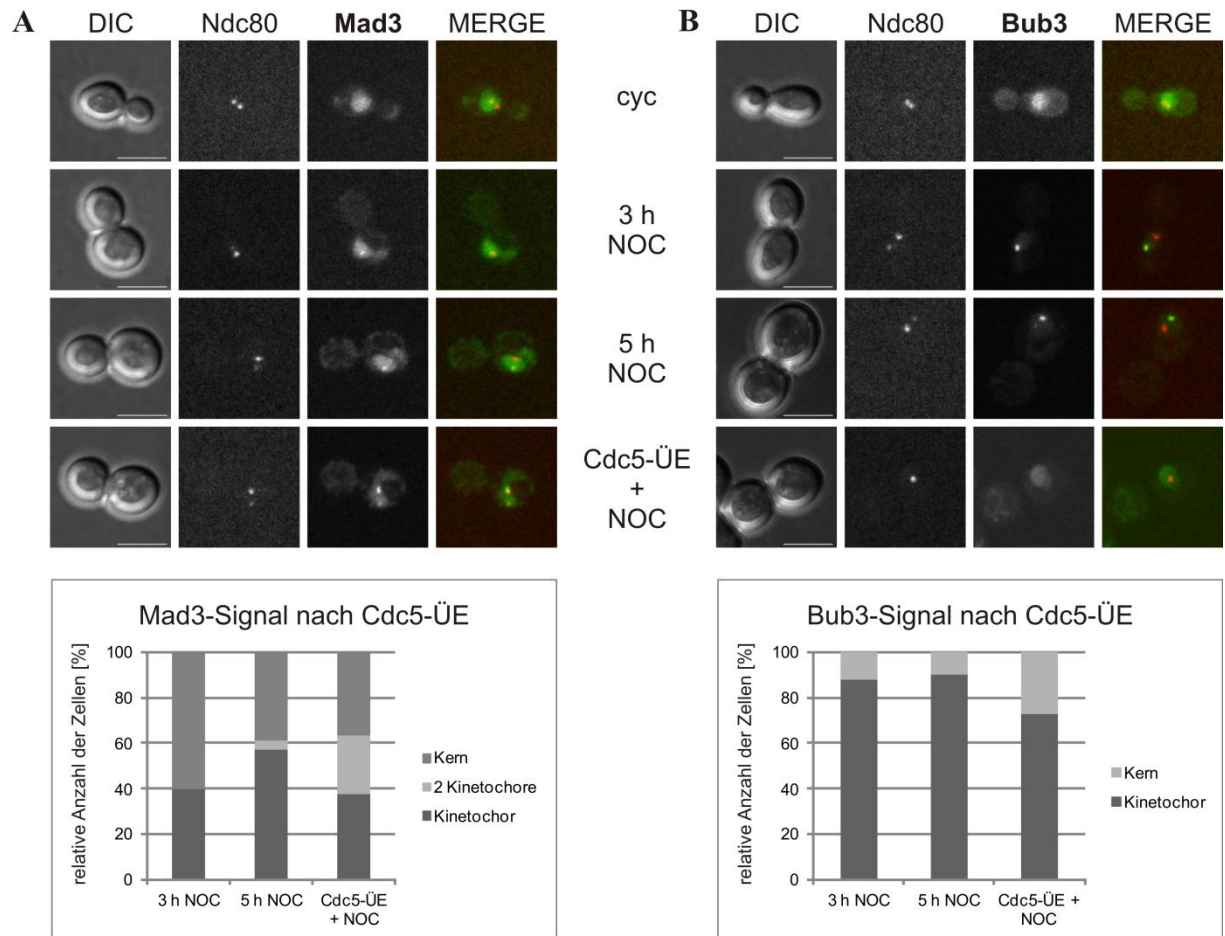 A
DIC Ndc80 Mad3 MERGE
B
DIC Bub3 Ndc80 MERGE
cyc
3 h
NOC
5 h
NOC
Cdc5-ÜE
+
NOC
Mad3-Signal nach Cdc5-ÜE
relative Anzahl der Zellen [%]
100
80
60
40
20
0
3 h NOC
5 h NOC
Cdc5-ÜE
+ NOC
Kern
2 Kinetochore
Kinetochor
Bub3-Signal nach Cdc5-ÜE
relative Anzahl der Zellen [%]
100
80
60
40
20
0
3 h NOC
5 h NOC
Cdc5-ÜE +
NOC
Kern
Kinetochor